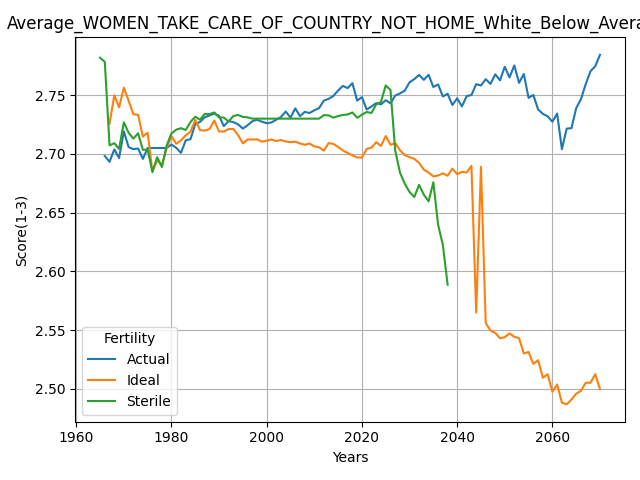 Average_WOMEN_TAKE_CARE_OF_COUNTRY_NOT_HOME_White_Below_Avera
Score(1-3)
2.75
2.70
2.65
2.60
2.55
2.50
Fertility
Actual
Ideal
Sterile
1960 1980 2000 2020 2040 2060
Years